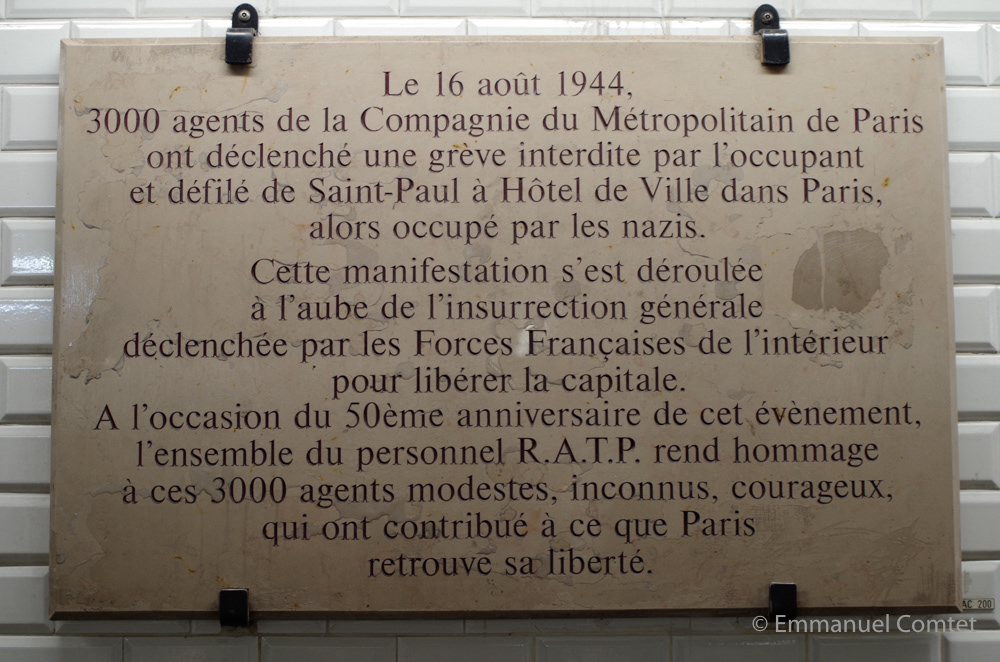 Le 16 août 1944,
3000 agents de la Compagnie du Métropolitain de Paris
ont déclenché une grève interdite par l'occupant
et défilé de Saint-Paul à Hôtel de Ville dans Paris,
alors occupé par les nazis.
Cette manifestation s'est déroulée
à l'aube de l'insurrection générale
déclenchée par les Forces Françaises de l'intérieur
pour libérer la capitale.
A l'occasion du 50ème anniversaire de cet évènement,
l'ensemble du personnel R.A.T.P. rend hommage
à ces 3000 agents modestes, inconnus, courageux,
qui ont contribué à ce que Paris
retrouve sa liberté.
AC 200
© Emmanuel Comtet